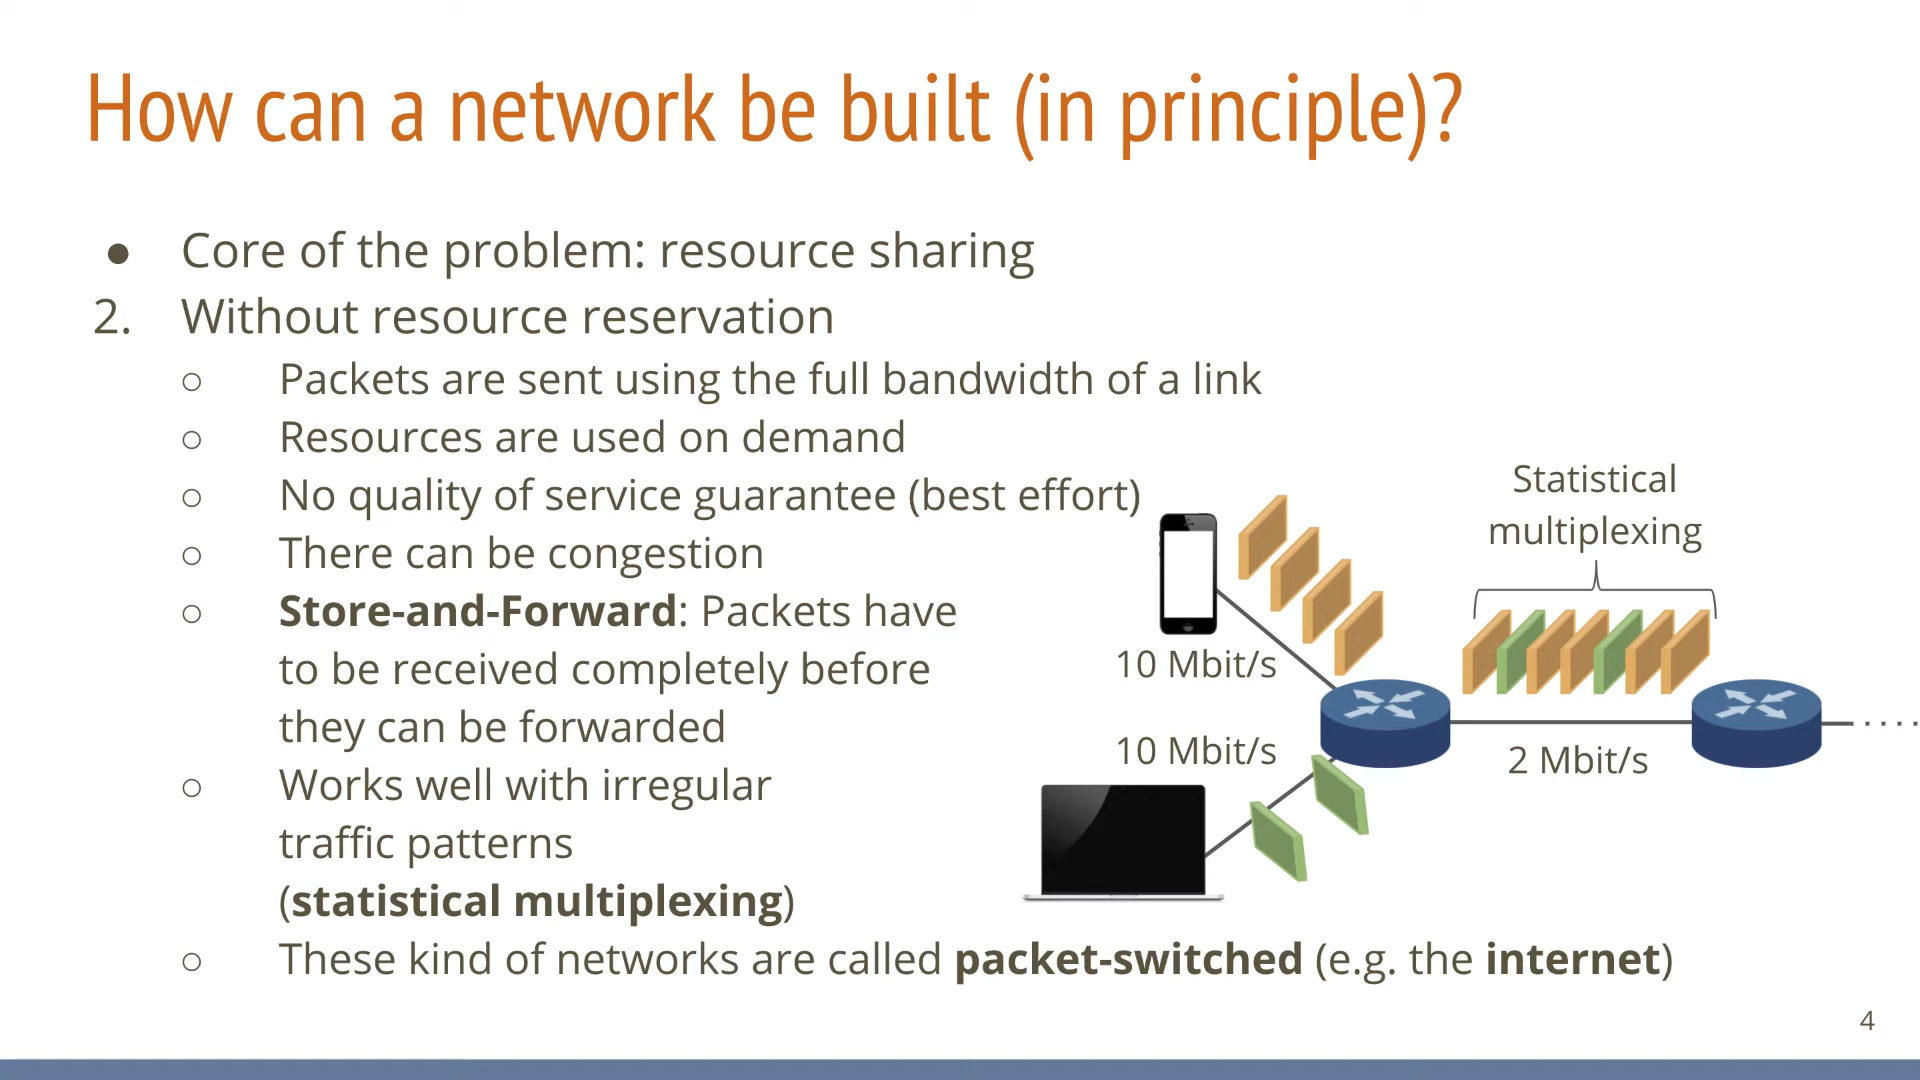 How can a network be built (in principle)?
● Core of the problem: resource sharing
2. Without resource reservation
○ Packets are sent using the full bandwidth of a link
○ Resources are used on demand
○ No quality of service guarantee (best effort)
○ There can be congestion
○ Store-and-Forward: Packets have
to be received completely before
they can be forwarded
○ Works well with irregular
traffic patterns
(statistical multiplexing)
○ These kind of networks are called packet-switched (e.g. the internet)
Statistical
multiplexing
10 Mbit/s
10 Mbit/s
2 Mbit/s
4